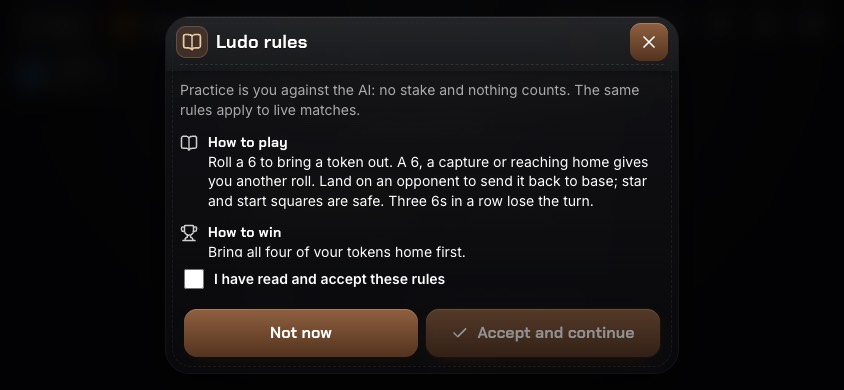 Ludo rules
Practice is you against the AI: no stake and nothing counts. The same
rules apply to live matches.
How to play
Roll a 6 to bring a token out. A 6, a capture or reaching home gives
you another roll. Land on an opponent to send it back to base; star
and start squares are safe. Three 6s in a row lose the turn.
How to win
Bring all four of your tokens home first.
I have read and accept these rules
Not now
Accept and continue